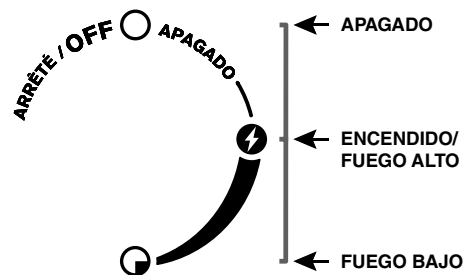 ARRÊTÉ / OFF APAGADO
APAGADO
ENCENDIDO/
FUEGO ALTO
FUEGO BAJO